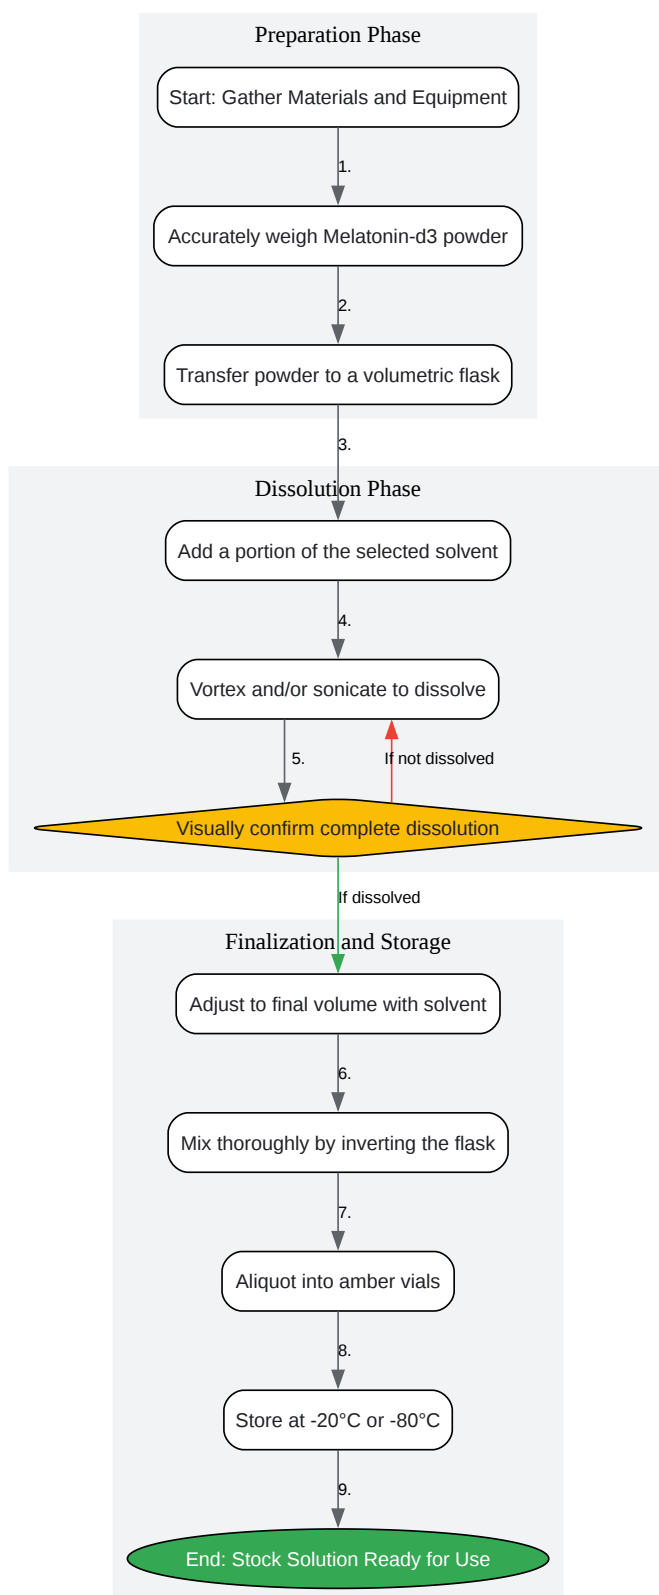 Preparation Phase
Start: Gather Materials and Equipment
1.
Accurately weigh Melatonin-d3 powder
2.
Transfer powder to a volumetric flask
3.
Dissolution Phase
Add a portion of the selected solvent
4.
Vortex and/or sonicate to dissolve
5.
If not dissolved
Visually confirm complete dissolution
If dissolved
Finalization and Storage
Adjust to final volume with solvent
6.
Mix thoroughly by inverting the flask
7.
Aliquot into amber vials
8.
Store at -20°C or -80°C
9.
End: Stock Solution Ready for Use